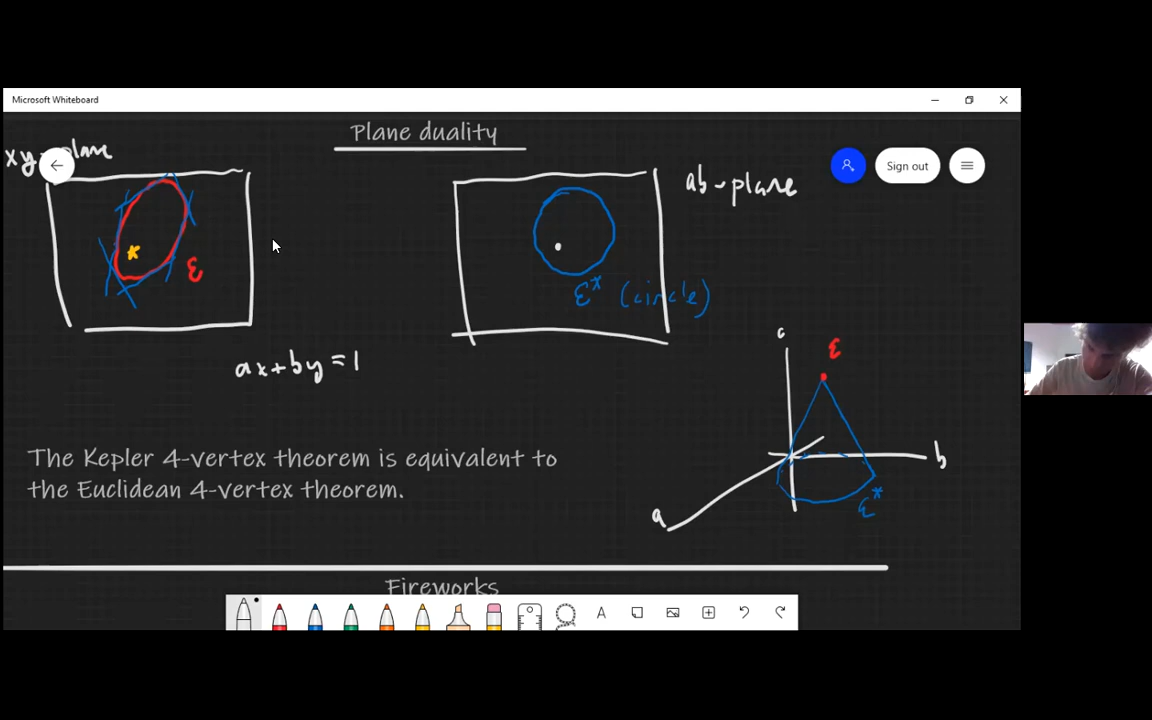 Microsoft Whiteboard
Plane duality
xy-plane
ab-plane
Sign out
ε
ε* (circle)
ax+by=1
c
ε
b
a
ε*
The Kepler 4-vertex theorem is equivalent to
the Euclidean 4-vertex theorem.
Fireworks
A